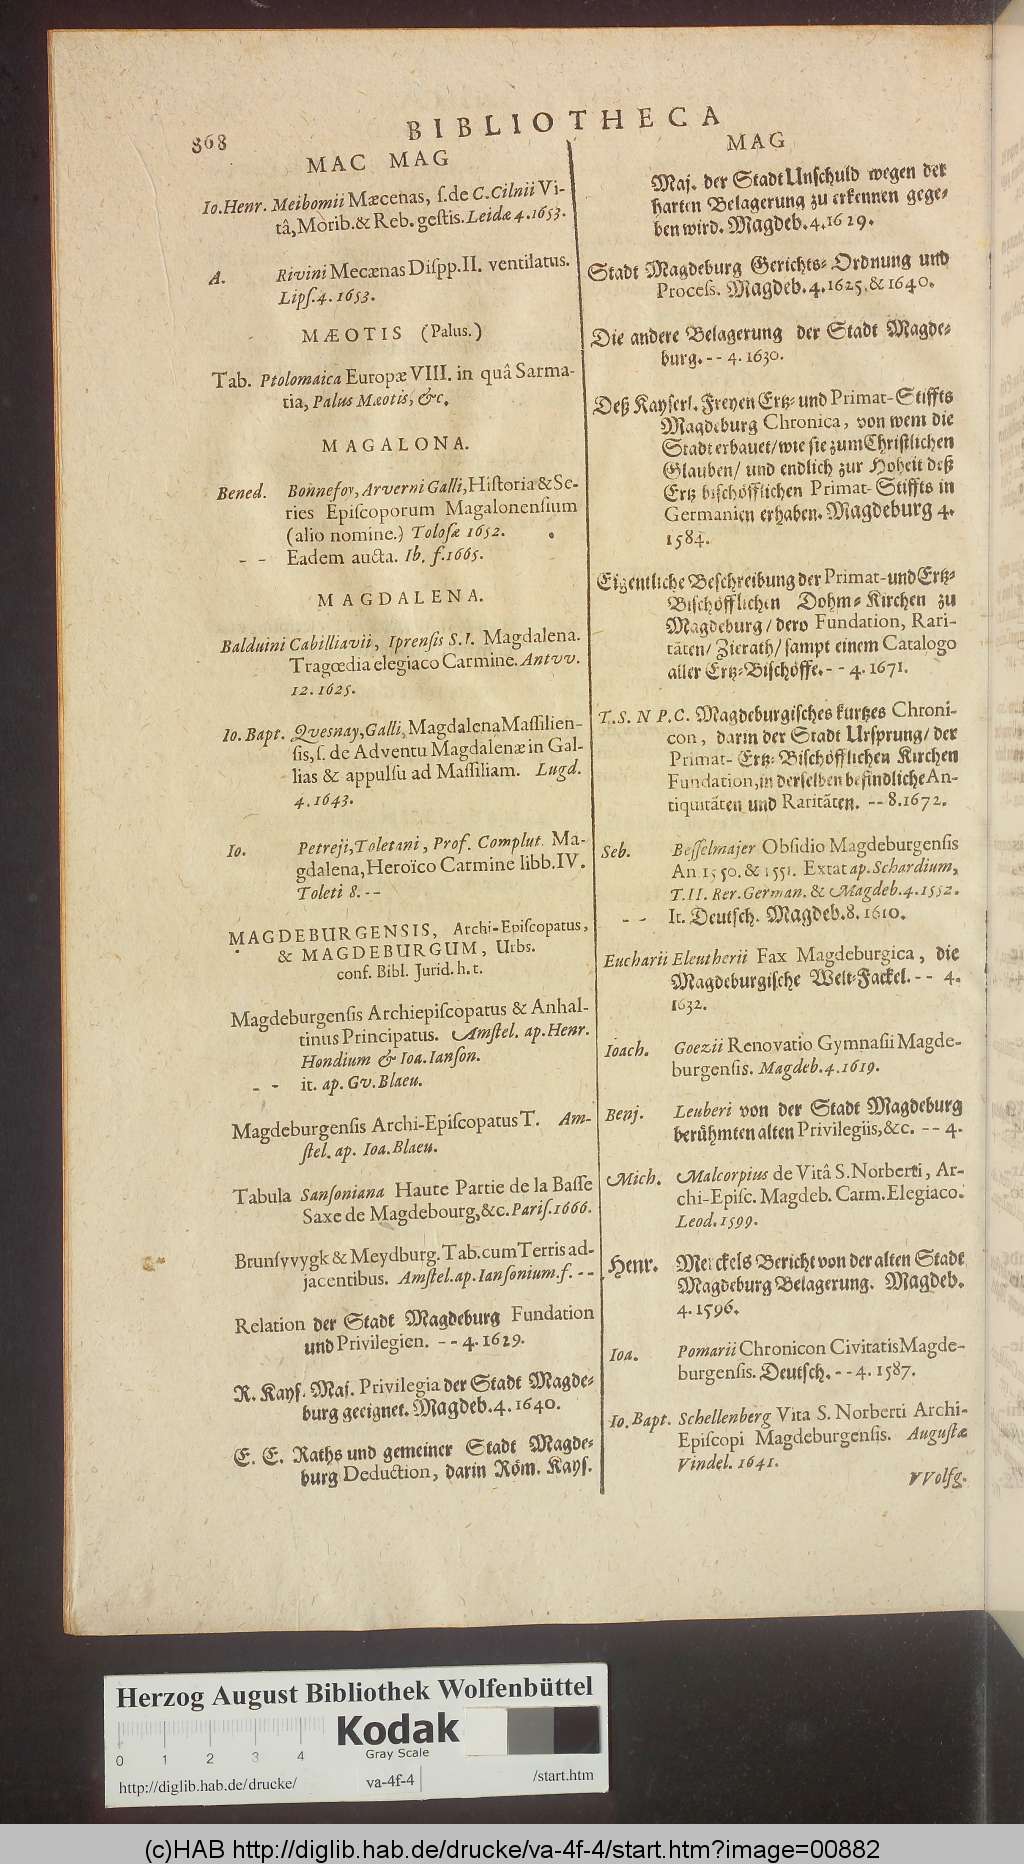 868
BIBLIOTHECA
MAC MAG
Io.Henr. Meibomii Mæcenas, ſ.de C.Cilnii Vi-
tâ, Morib.& Reb. geſtis. Leidæ 4.1653.
A. Rivini Mecænas Diſpp.II. ventilatus.
Lipſ.4. 1653.
MÆOTIS (Palus.)
Tab. Ptolomaica Europæ VIII. in quâ Sarma-
tia, Palus Mæotis, &c.
MAGALONA.
Bened. Bonnefoy, Arverni Galli, Hiſtoria & Se-
ries Epiſcoporum Magalonenſium
(alio nomine.) Toloſæ 1652.
- - Eadem aucta. Ib. f.1665.
MAGDALENA.
Balduini Cabilliavii, Iprenſis S.I. Magdalena.
Tragœdia elegiaco Carmine. Antvv.
12.1625.
Io. Bapt. Qveſnay, Galli, Magdalena Maſſilien-
ſis, ſ. de Adventu Magdalenæ in Gal-
lias & appulſu ad Maſſiliam. Lugd.
4.1643.
Io. Petreji, Toletani, Prof. Complut. Ma-
gdalena, Heroïco Carmine libb.IV.
Toleti 8. --
MAGDEBURGENSIS, Archi-Epiſcopatus,
& MAGDEBURGUM, Urbs.
conf. Bibl. Jurid. h.t.
Magdeburgenſis Archiepiſcopatus & Anhal-
tinus Principatus. Amſtel. ap. Henr.
Hondium & Ioa. Ianſon.
- - it. ap. Gv. Blaeu.
Magdeburgenſis Archi-Epiſcopatus T. Am-
ſtel. ap. Ioa. Blaeu.
Tabula Sanſoniana Haute Partie de la Baſſe
Saxe de Magdebourg, &c. Pariſ. 1666.
Brunſvvygk & Meydburg. Tab. cum Terris ad-
jacentibus. Amſtel. ap. Ianſonium. f. --
Relation der Stadt Magdeburg Fundation
und Privilegien. -- 4.1629.
R. Kayſ. Maj. Privilegia der Stadt Magde-
burg gecignet. Magdeb.4.1640.
E. E. Raths und gemeiner Stadt Magde-
burg Deduction, darin Röm. Kayſ.
MAG
Maj. der Stadt Unſchuld wegen der
harten Belagerung zu erkennen gege-
ben wird. Magdeb.4.1629.
Stadt Magdeburg Gerichts-Ordnung und
Proceſs. Magdeb.4.1625. & 1640.
Die andere Belagerung der Stadt Magde-
burg. -- 4.1630.
Deß Kayſerl. Freyen Ertz- und Primat-Stiffts
Magdeburg Chronica, von wem die
Stadt erbauet/ wie ſie zum Chriſtlichen
Glauben/ und endlich zur Hoheit deß
Ertz biſchöfflichen Primat-Stiffts in
Germanien erhaben. Magdeburg 4.
1584.
Eigentliche Beſchreibung der Primat- und Ertz-
Biſchöfflichen Dohm-Kirchen zu
Magdeburg/ dero Fundation, Rari-
täten/ Zierath/ ſampt einem Catalogo
aller Ertz-Biſchöffe. -- 4.1671.
T.S. N P.C. Magdeburgiſches kurtzes Chroni-
con, darin der Stadt Urſprung/ der
Primat- Ertz-Biſchöfflichen Kirchen
Fundation, in derſelben befindliche An-
tiquitäten und Raritäten. -- 8.1672.
Seb. Beſſelmajer Obſidio Magdeburgenſis
An 1550. & 1551. Extat ap. Schardium,
T.II. Rer. German. & Magdeb.4.1552.
- - It. Deutſch. Magdeb.8.1610.
Eucharii Eleutherii Fax Magdeburgica, die
Magdeburgiſche Welt-Fackel. -- 4.
1632.
Ioach. Goezii Renovatio Gymnaſii Magde-
burgenſis. Magdeb.4.1619.
Benj. Leuberi von der Stadt Magdeburg
berühmten alten Privilegiis, &c. -- 4.
Mich. Malcorpius de Vitâ S. Norberti, Ar-
chi-Epiſc. Magdeb. Carm. Elegiaco.
Leod. 1599.
Henr. Merckels Bericht von der alten Stadt
Magdeburg Belagerung. Magdeb.
4.1596.
Ioa. Pomarii Chronicon Civitatis Magde-
burgenſis. Deutſch. -- 4.1587.
Io. Bapt. Schellenberg Vita S. Norberti Archi-
Epiſcopi Magdeburgenſis. Auguſtæ
Vindel. 1641.
VVolfg.
Herzog August Bibliothek Wolfenbüttel
Kodak
Gray Scale
0 1 2 3 4
http://diglib.hab.de/drucke/ va-4f-4 /start.htm
(c)HAB http://diglib.hab.de/drucke/va-4f-4/start.htm?image=00882